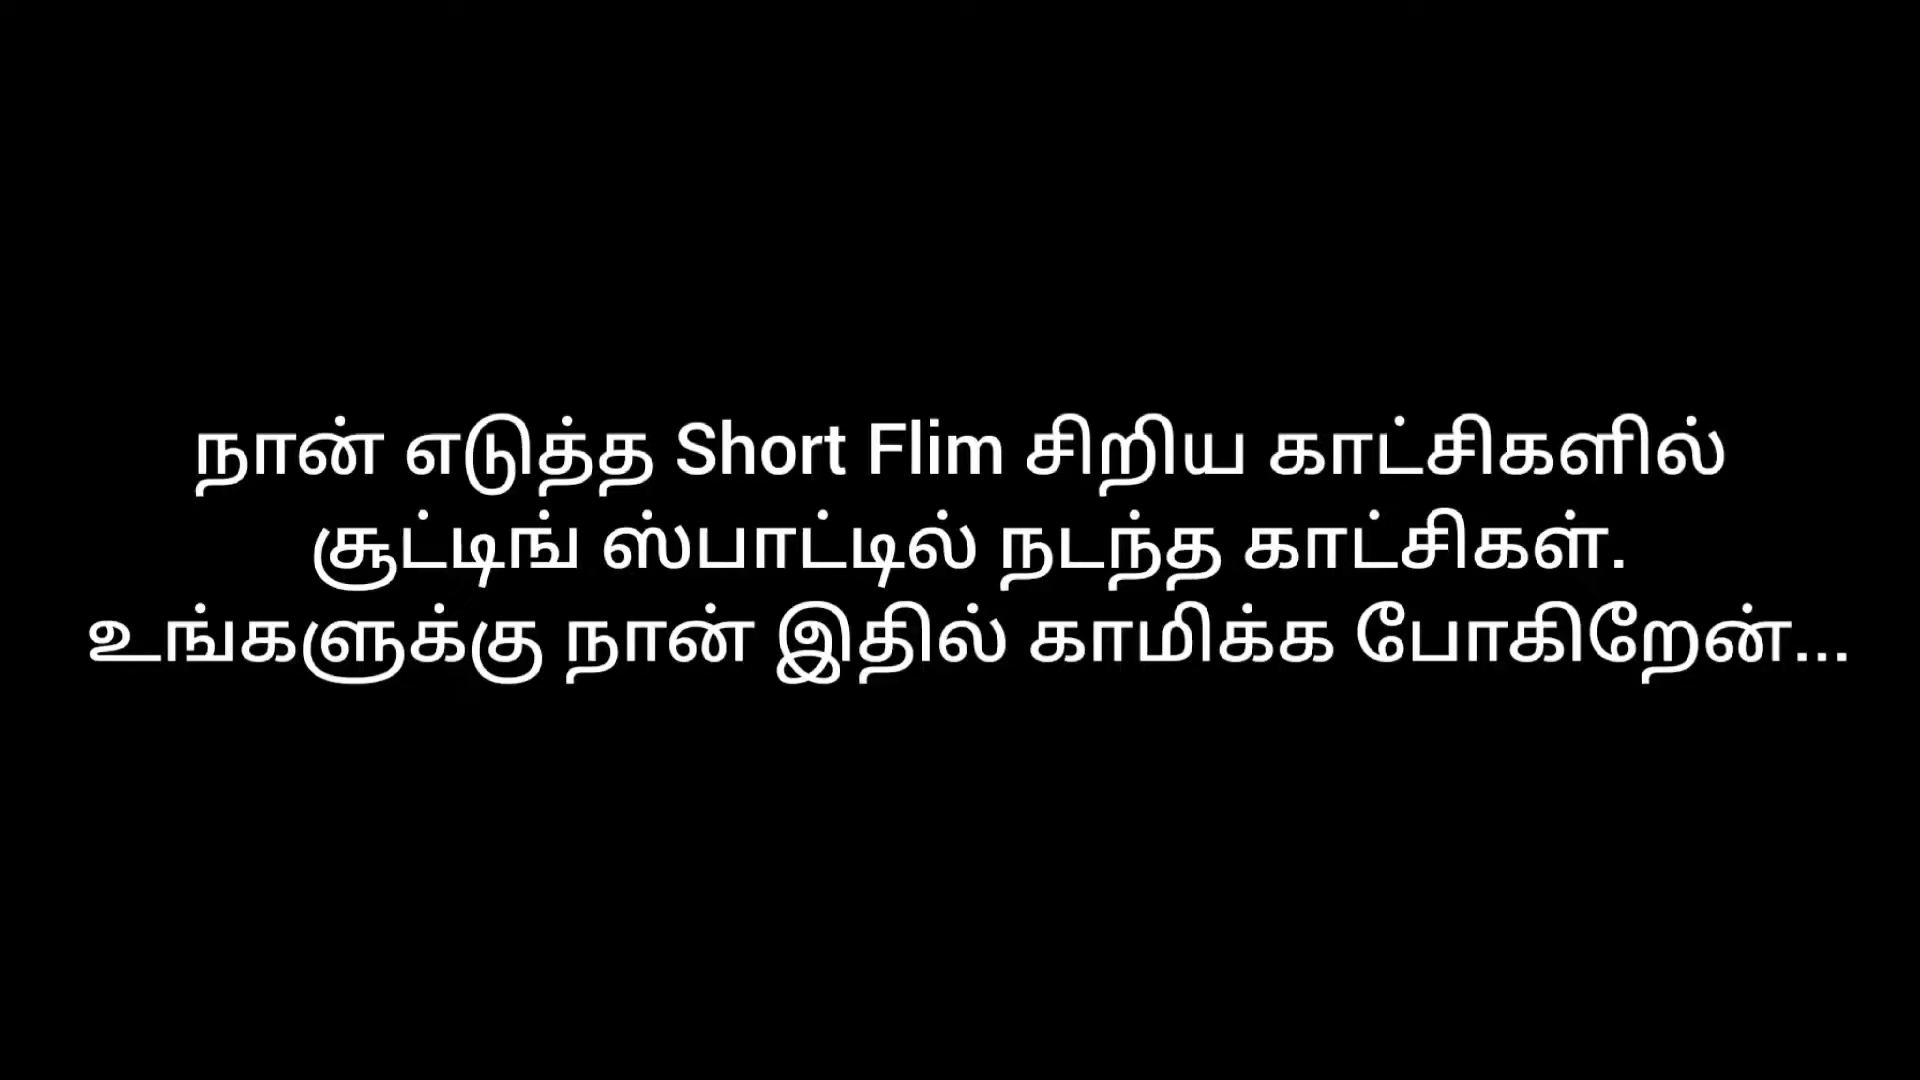 நான் எடுத்த Short Flim சிறிய காட்சிகளில்
சூட்டிங் ஸ்பாட்டில் நடந்த காட்சிகள்.
உங்களுக்கு நான் இதில் காமிக்க போகிறேன்...